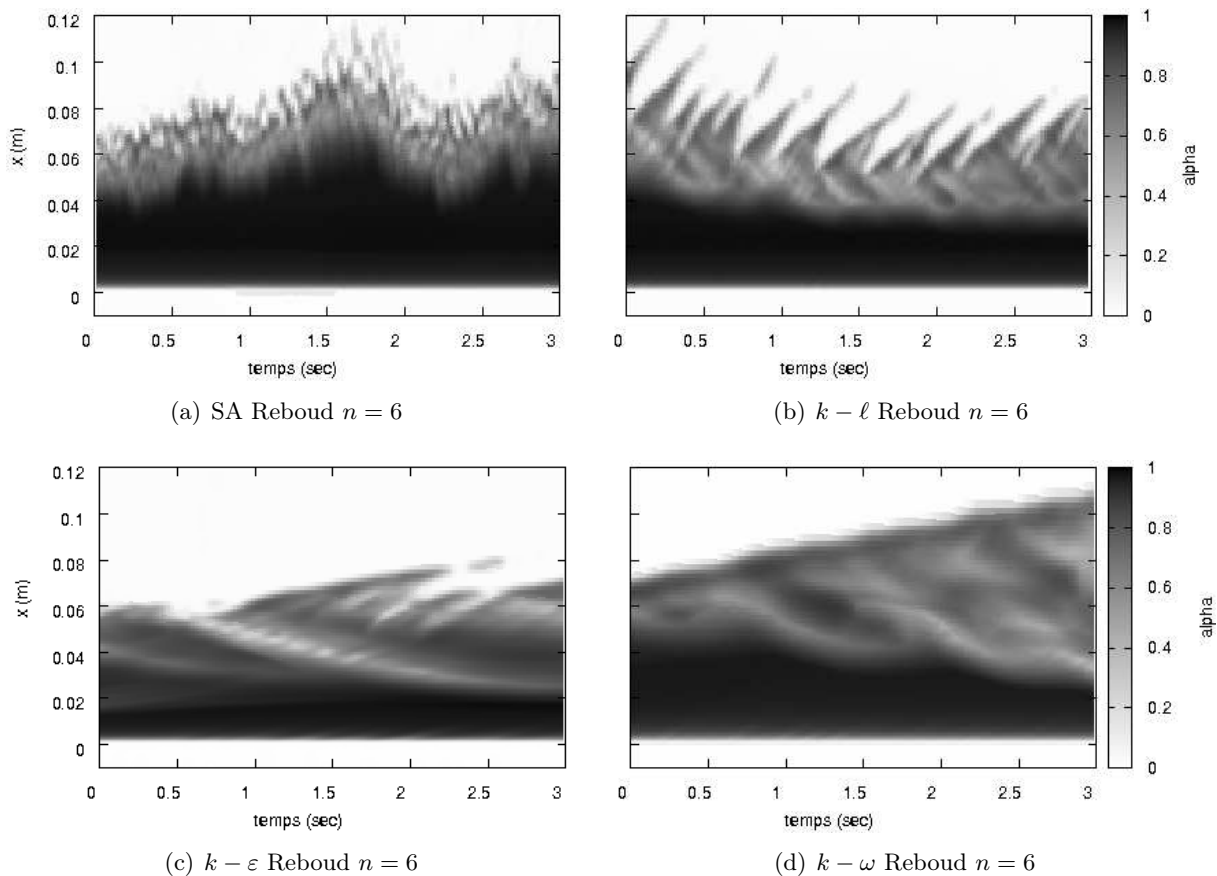 0.12
0.1
0.08
0.06
0.04
0.02
0
x (m)
0 0.5 1 1.5 2 2.5 3
temps (sec)
(a) SA Reboud n = 6
0 0.5 1 1.5 2 2.5 3
temps (sec)
1
0.8
0.6
0.4
0.2
0
alpha
(b) k − ℓ Reboud n = 6
0.12
0.1
0.08
0.06
0.04
0.02
0
x (m)
0 0.5 1 1.5 2 2.5 3
temps (sec)
(c) k − ε Reboud n = 6
0 0.5 1 1.5 2 2.5 3
temps (sec)
1
0.8
0.6
0.4
0.2
0
alpha
(d) k − ω Reboud n = 6